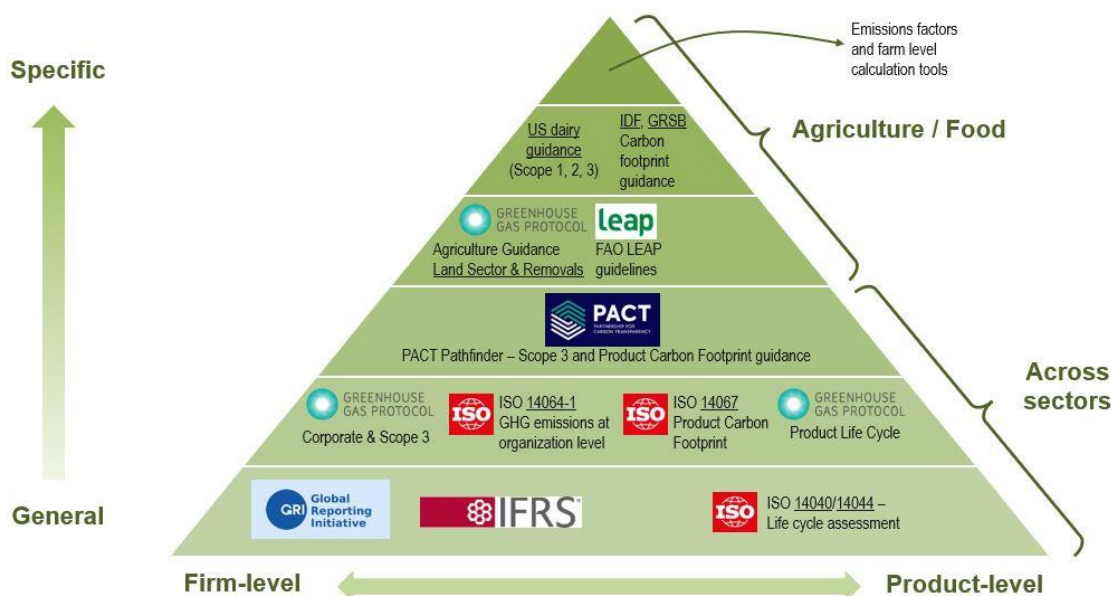 Emissions factors
and farm level
calculation tools
Specific
Agriculture / Food
US dairy
guidance
(Scope 1, 2, 3)
IDF, GRSB
Carbon
footprint
guidance
GREENHOUSE
GAS PROTOCOL
Agriculture Guidance
Land Sector & Removals
leap
FAO LEAP
guidelines
PACT
PARTNERSHIP FOR
CARBON TRANSPARENCY
PACT Pathfinder – Scope 3 and Product Carbon Footprint guidance
Across
sectors
GREENHOUSE
GAS PROTOCOL
Corporate & Scope 3
ISO
ISO 14064-1
GHG emissions at
organization level
ISO
ISO 14067
Product Carbon
Footprint
GREENHOUSE
GAS PROTOCOL
Product Life Cycle
General
GRI
Global
Reporting
Initiative
IFRS®
ISO
ISO 14040/14044 –
Life cycle assessment
Firm-level
Product-level